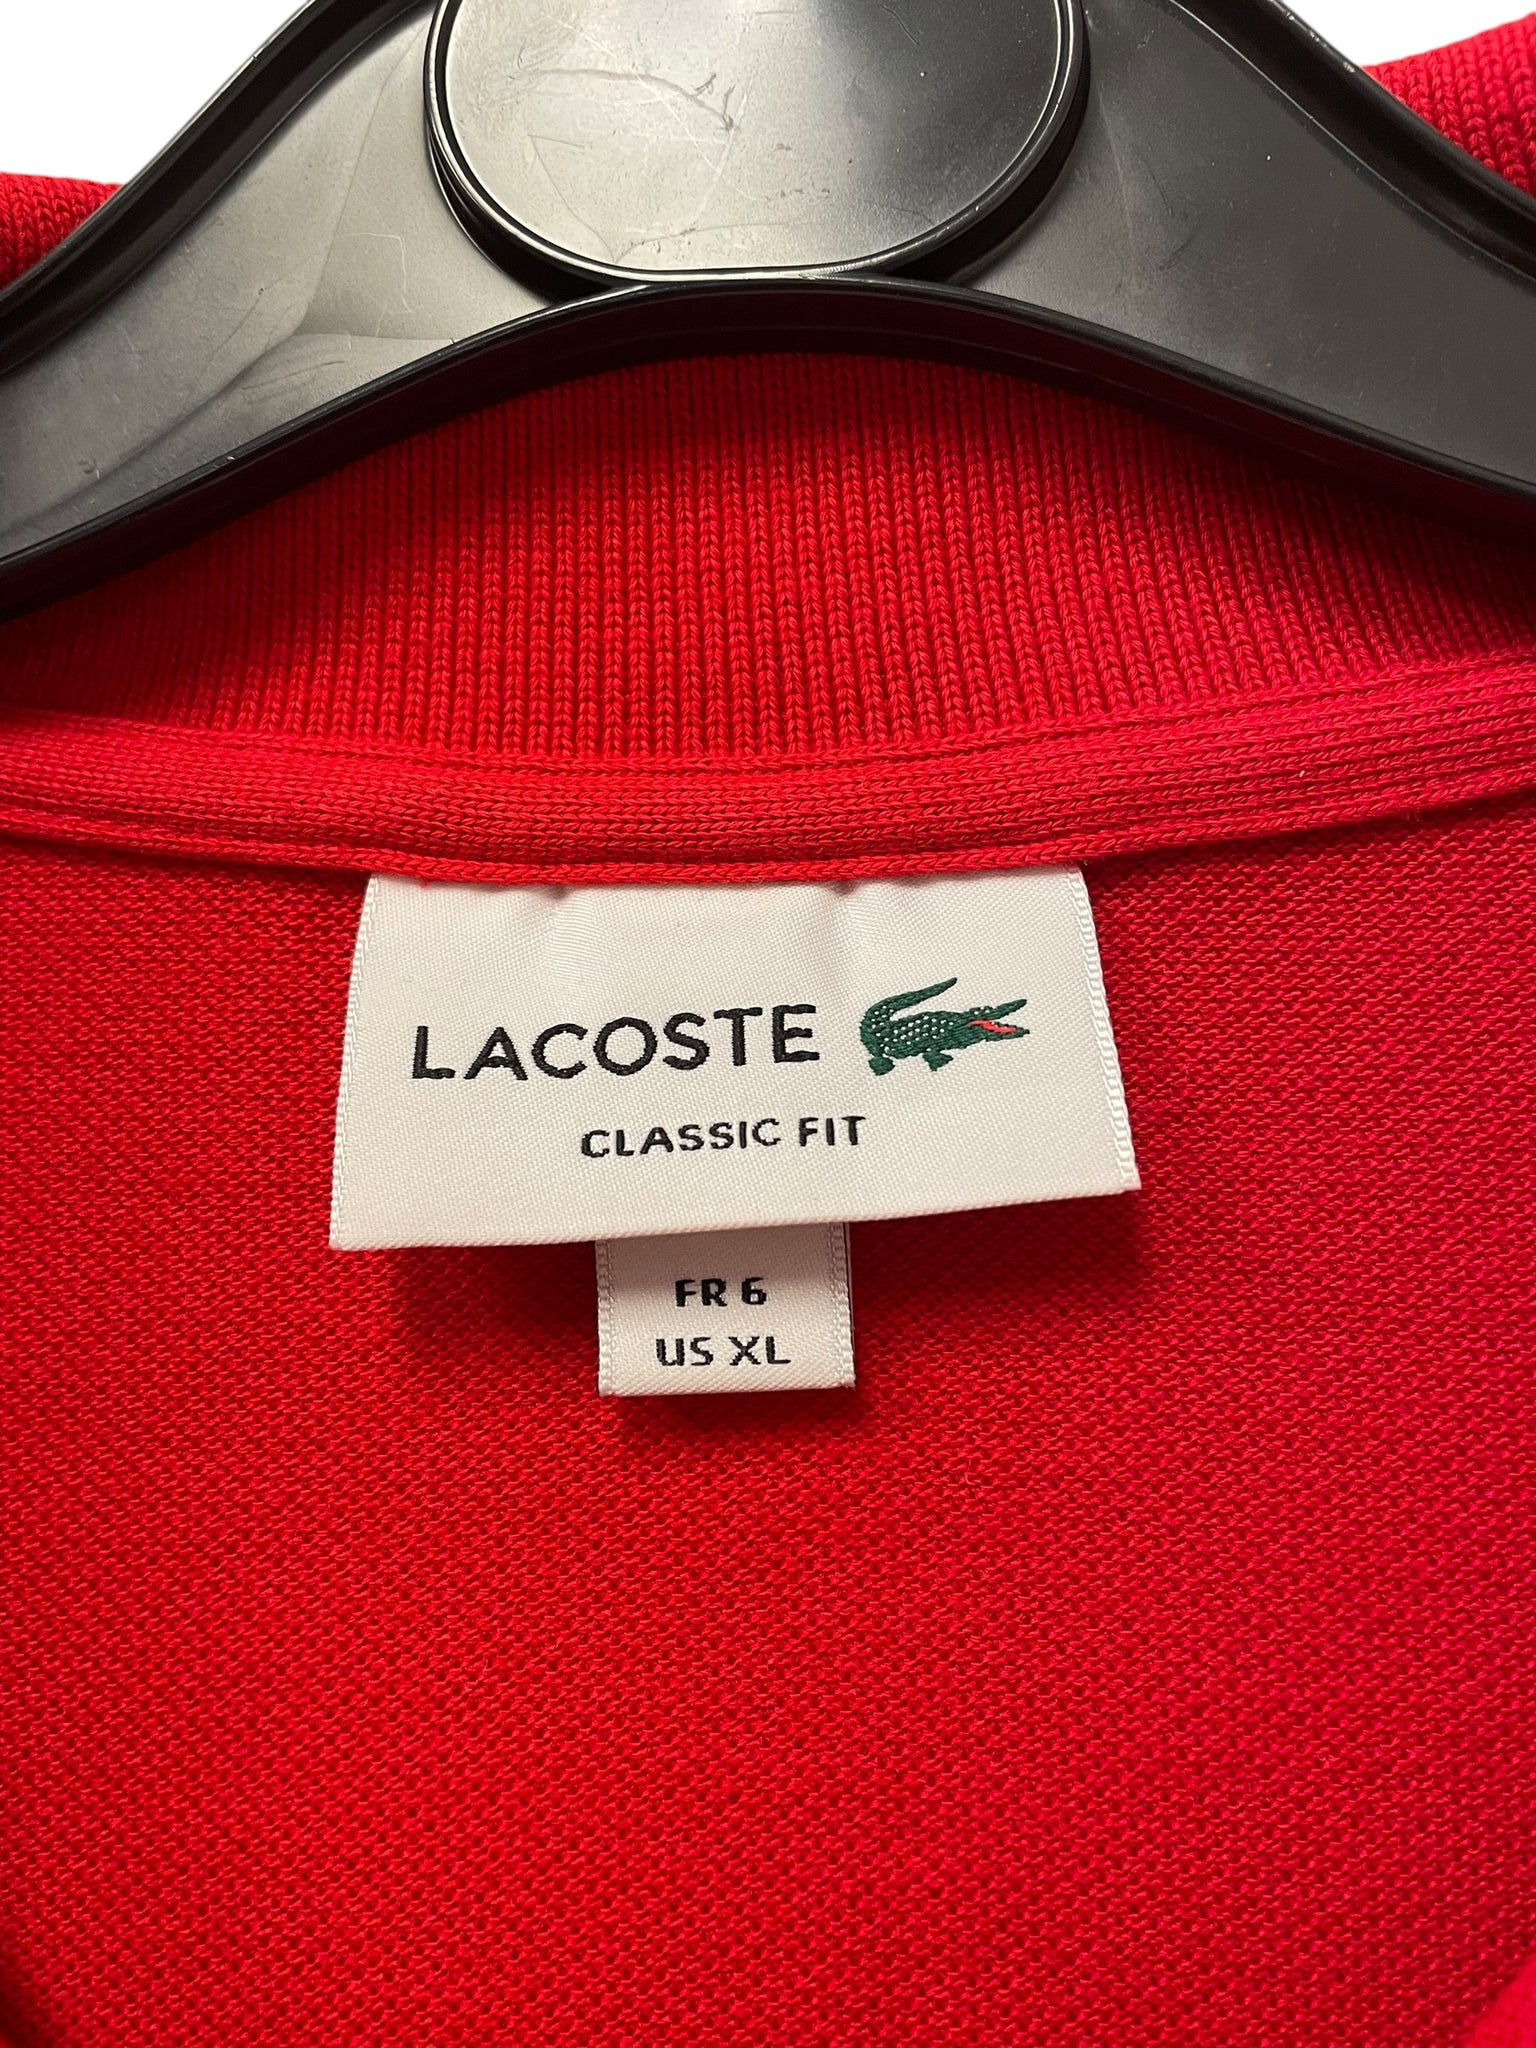 LACOSTE
CLASSIC FIT
FR 6
US XL